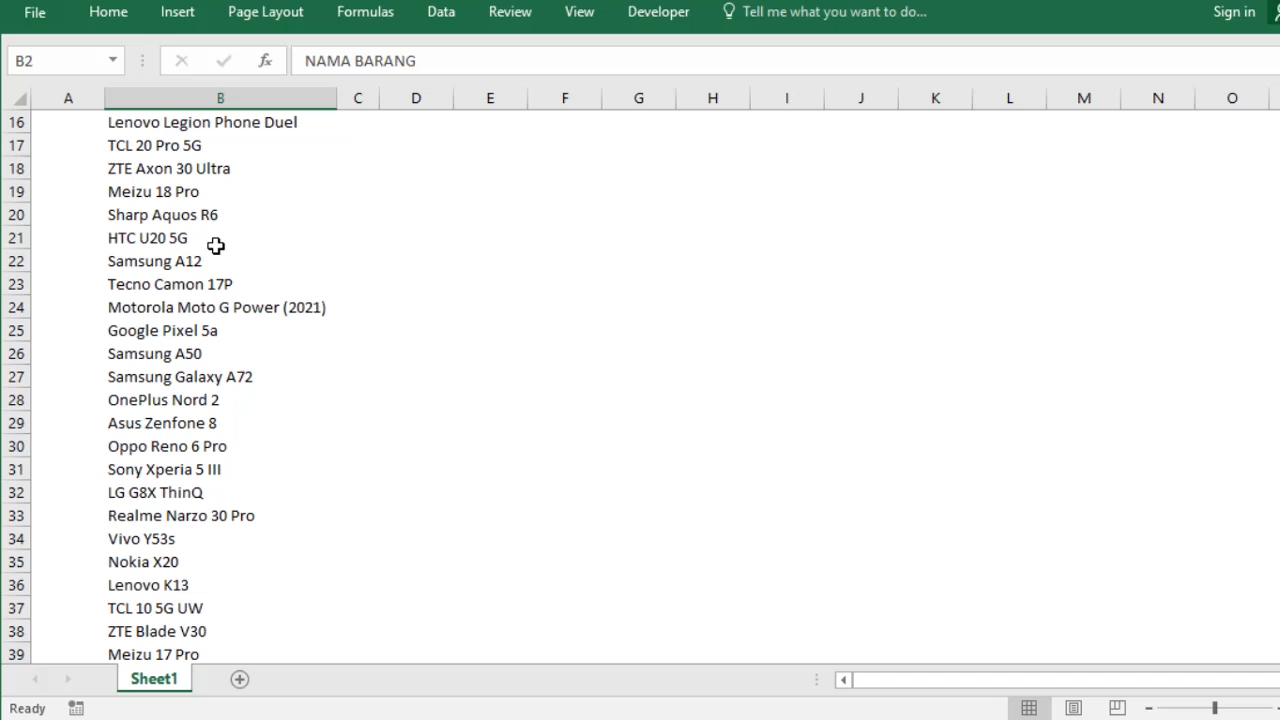 File Home Insert Page Layout Formulas Data Review View Developer Tell me what you want to do... Sign in
B2 fx NAMA BARANG
A B C D E F G H I J K L M N O
16 Lenovo Legion Phone Duel
17 TCL 20 Pro 5G
18 ZTE Axon 30 Ultra
19 Meizu 18 Pro
20 Sharp Aquos R6
21 HTC U20 5G
22 Samsung A12
23 Tecno Camon 17P
24 Motorola Moto G Power (2021)
25 Google Pixel 5a
26 Samsung A50
27 Samsung Galaxy A72
28 OnePlus Nord 2
29 Asus Zenfone 8
30 Oppo Reno 6 Pro
31 Sony Xperia 5 III
32 LG G8X ThinQ
33 Realme Narzo 30 Pro
34 Vivo Y53s
35 Nokia X20
36 Lenovo K13
37 TCL 10 5G UW
38 ZTE Blade V30
39 Meizu 17 Pro
Sheet1
Ready